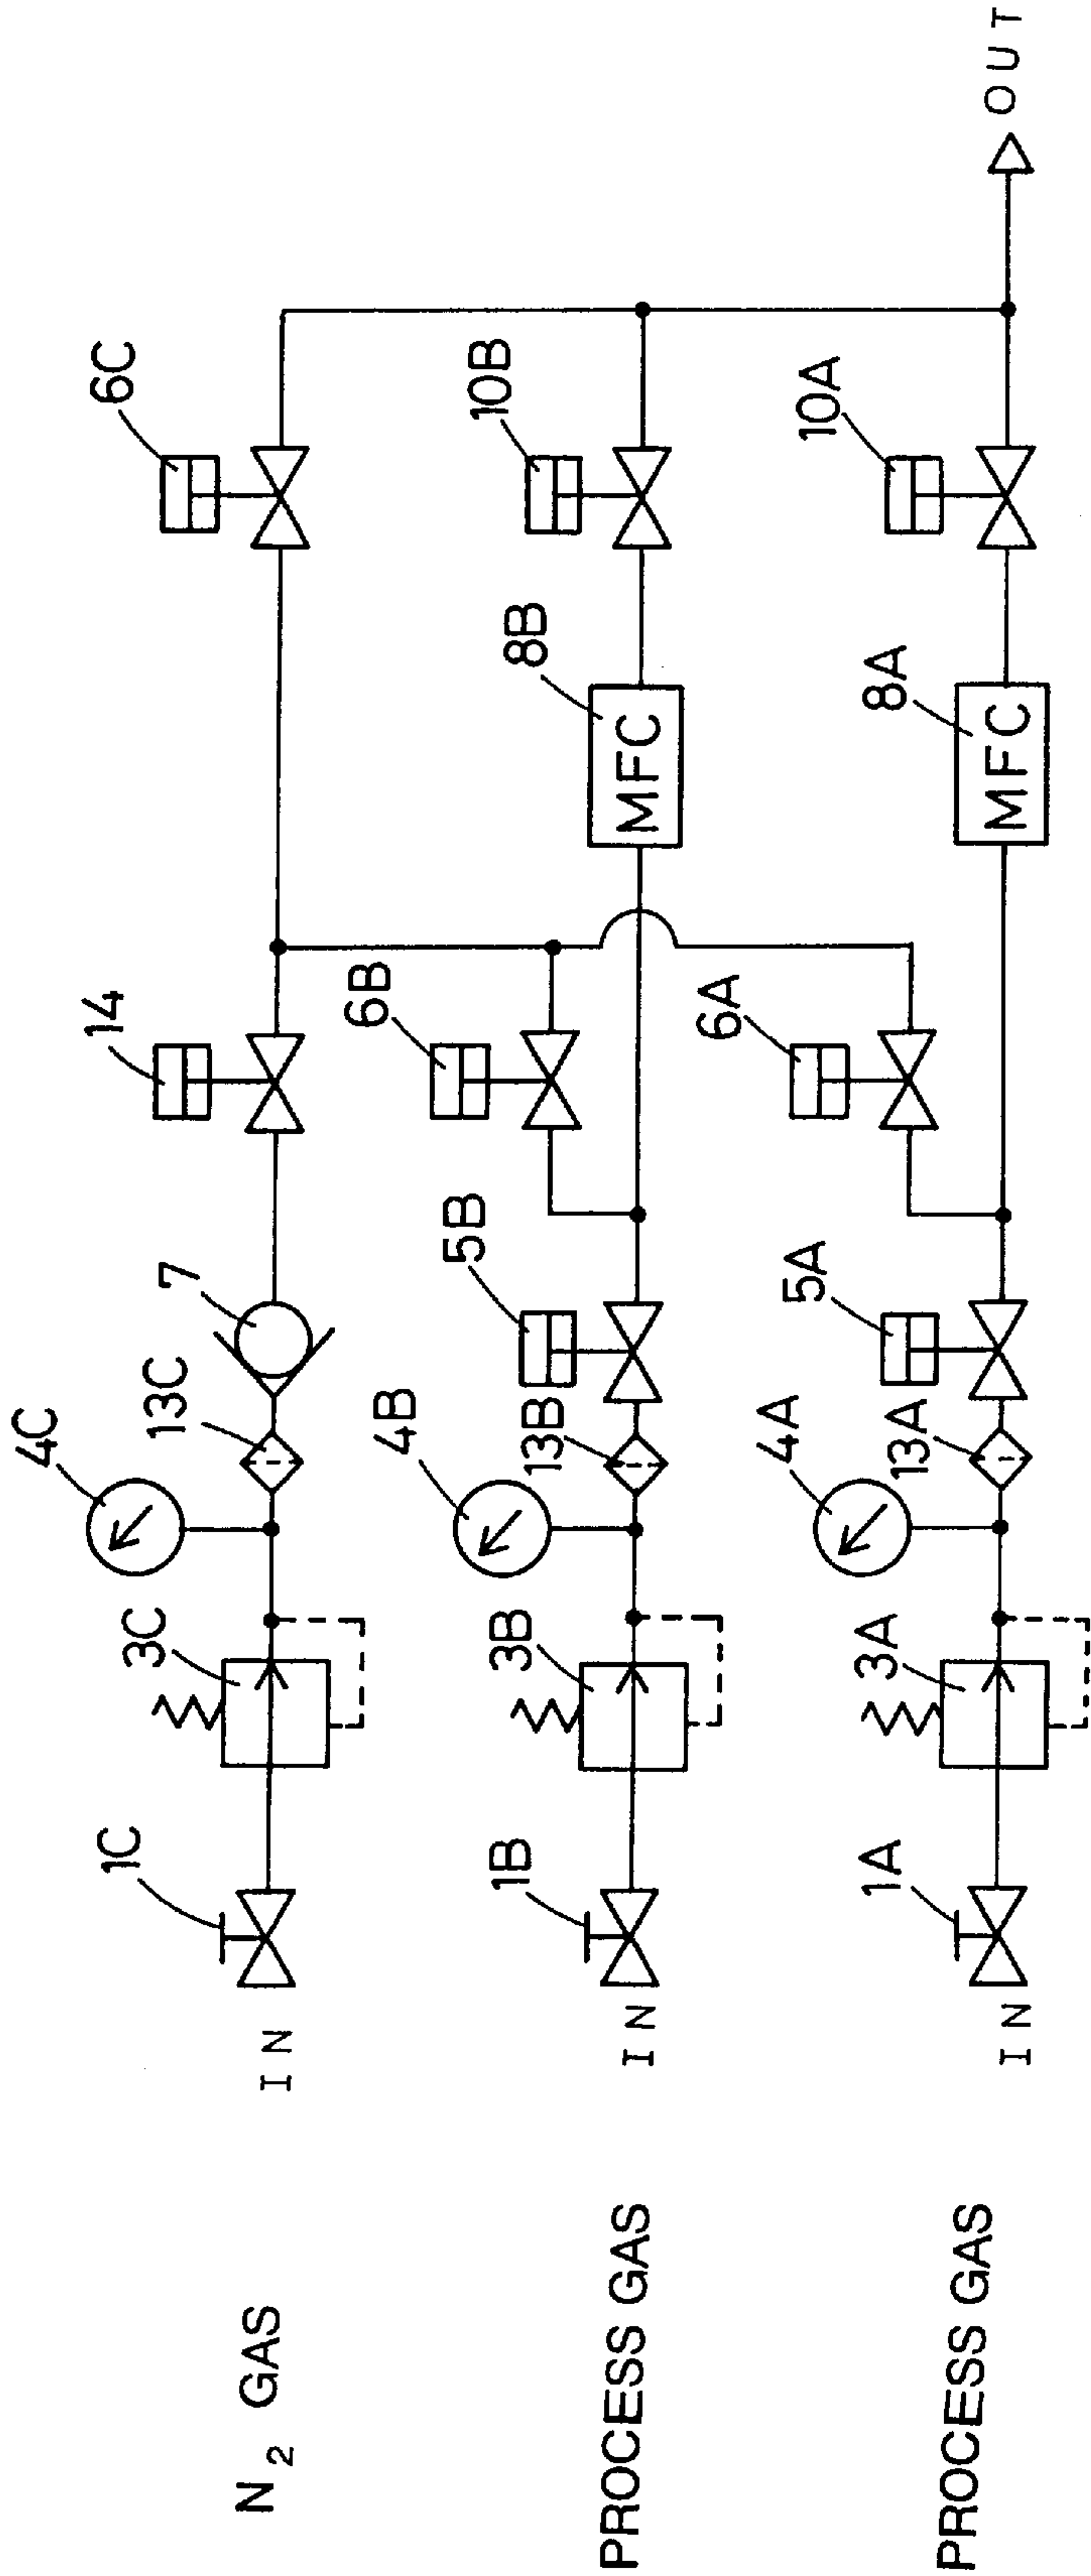 N2 GAS
IN
1C
3C
4C
13C
7
14
6C
PROCESS GAS
IN
1B
3B
4B
13B
5B
6B
8B
MFC
10B
PROCESS GAS
IN
1A
3A
4A
13A
5A
6A
8A
MFC
10A
OUT